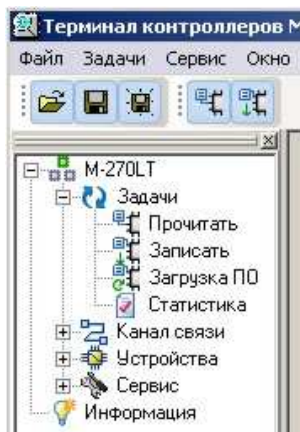 Терминал контроллеров М
Файл Задачи Сервис Окно
M-270LT
Задачи
Прочитать
Записать
Загрузка ПО
Статистика
Канал связи
Устройства
Сервис
Информация